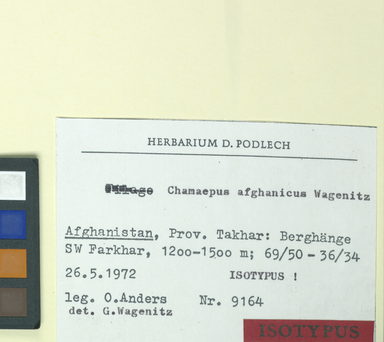 HERBARIUM D. PODLECH
Chamaepus afghanicus Wagenitz
Afghanistan, Prov. Takhar: Berghänge
SW Farkhar, 12oo-15oo m; 69/50 - 36/34
26.5.1972 ISOTYPUS !
leg. O.Anders Nr. 9164
det. G.Wagenitz
ISOTYPUS